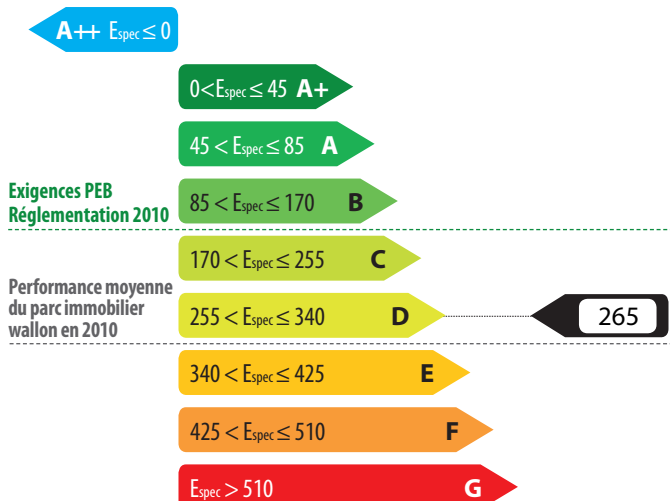 A++ Espec ≤ 0
0<Espec ≤ 45 A+
45 < Espec ≤ 85 A
Exigences PEB
Réglementation 2010
85 < Espec ≤ 170 B
170 < Espec ≤ 255 C
Performance moyenne
du parc immobilier
wallon en 2010
255 < Espec ≤ 340 D
265
340 < Espec ≤ 425 E
425 < Espec ≤ 510 F
Espec > 510 G